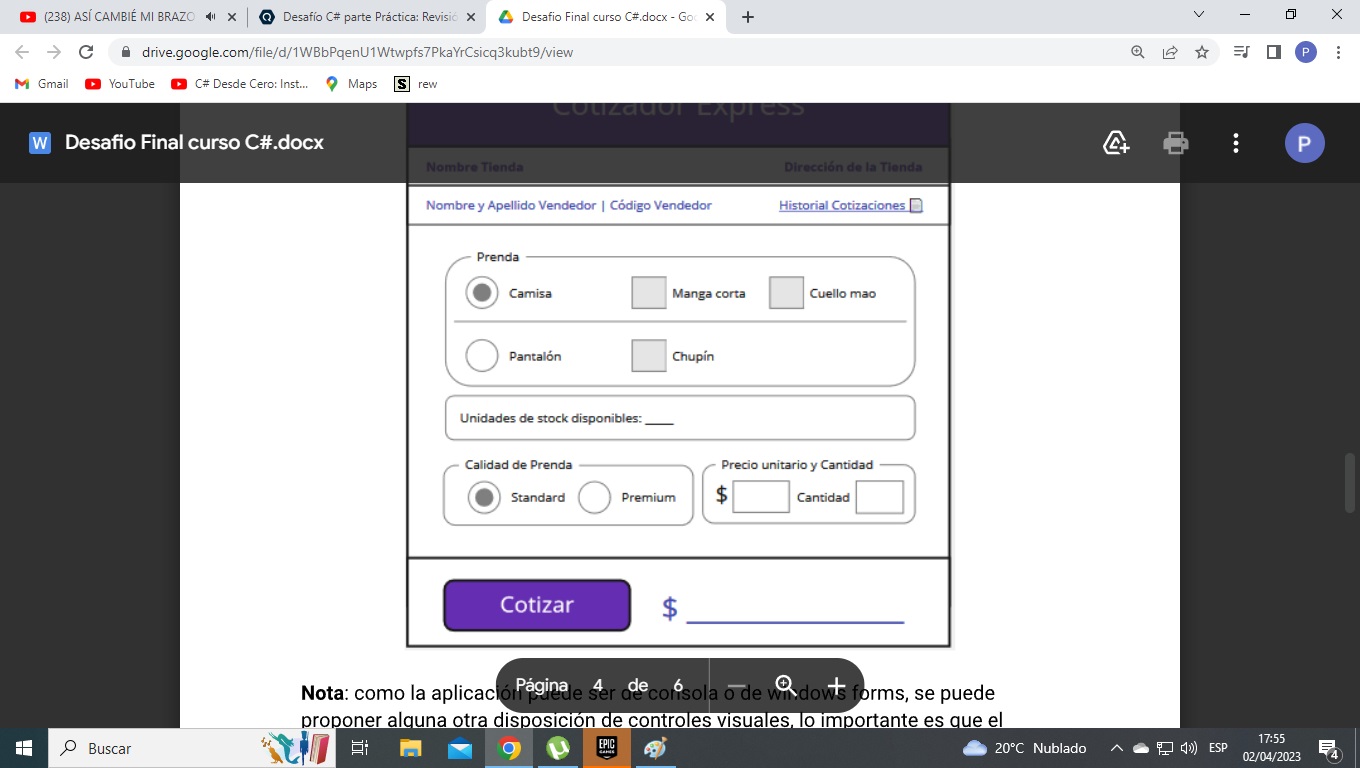 (238) ASÍ CAMBIÉ MI BRAZO
Desafío C# parte Práctica: Revisió
Desafio Final curso C#.docx - Goo
drive.google.com/file/d/1WBbPqenU1Wtwpfs7PkaYrCsicq3kubt9/view
P
Gmail
YouTube
C# Desde Cero: Inst...
Maps
S
rew
Cotizador Express
W
Desafio Final curso C#.docx
P
Nombre Tienda
Dirección de la Tienda
Nombre y Apellido Vendedor | Código Vendedor
Historial Cotizaciones
Prenda
Camisa
Manga corta
Cuello mao
Pantalón
Chupín
Unidades de stock disponibles: ____
Calidad de Prenda
Precio unitario y Cantidad
Standard
Premium
$
Cantidad
Cotizar
$
Página 4 de 6
Nota: como la aplicación puede ser de consola o de windows forms, se puede
proponer alguna otra disposición de controles visuales, lo importante es que el
Buscar
EPIC
GAMES
20°C Nublado
ESP
17:55
02/04/2023
4